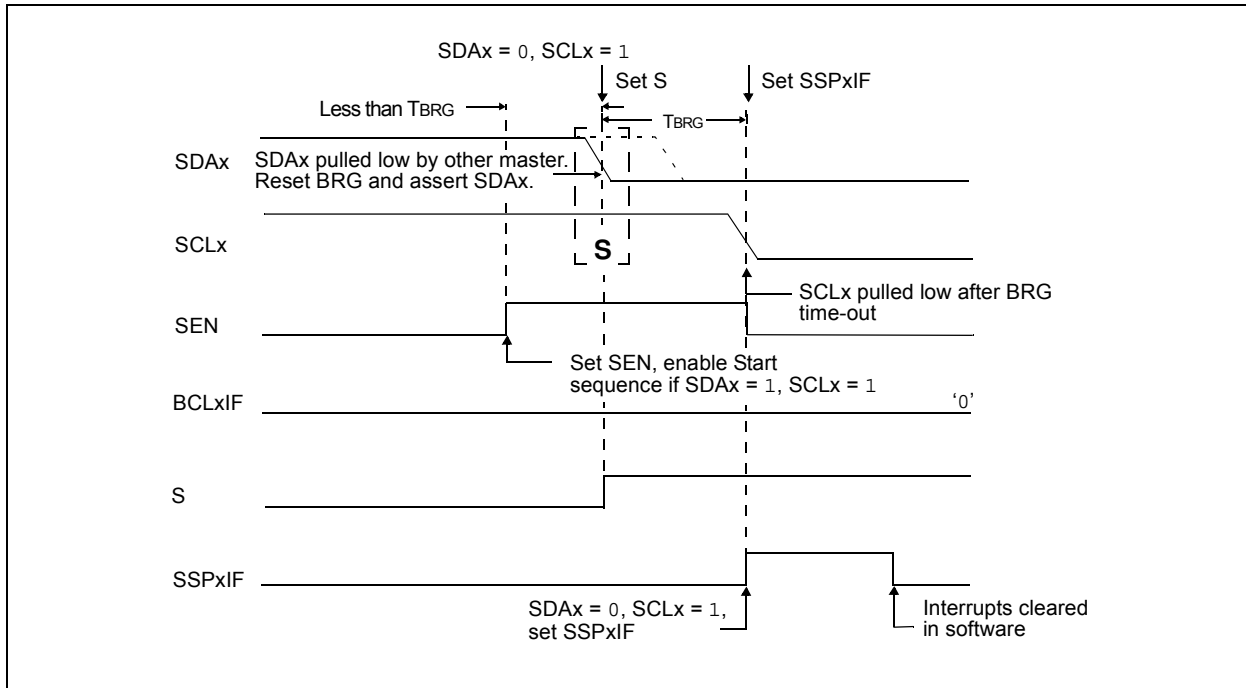 SDAx = 0, SCLx = 1
Set S
Set SSPxIF
Less than TBRG
TBRG
SDAx
SDAx pulled low by other master.
Reset BRG and assert SDAx.
SCLx
S
SCLx pulled low after BRG
time-out
SEN
Set SEN, enable Start
sequence if SDAx = 1, SCLx = 1
BCLxIF
‘0’
S
SSPxIF
SDAx = 0, SCLx = 1,
set SSPxIF
Interrupts cleared
in software